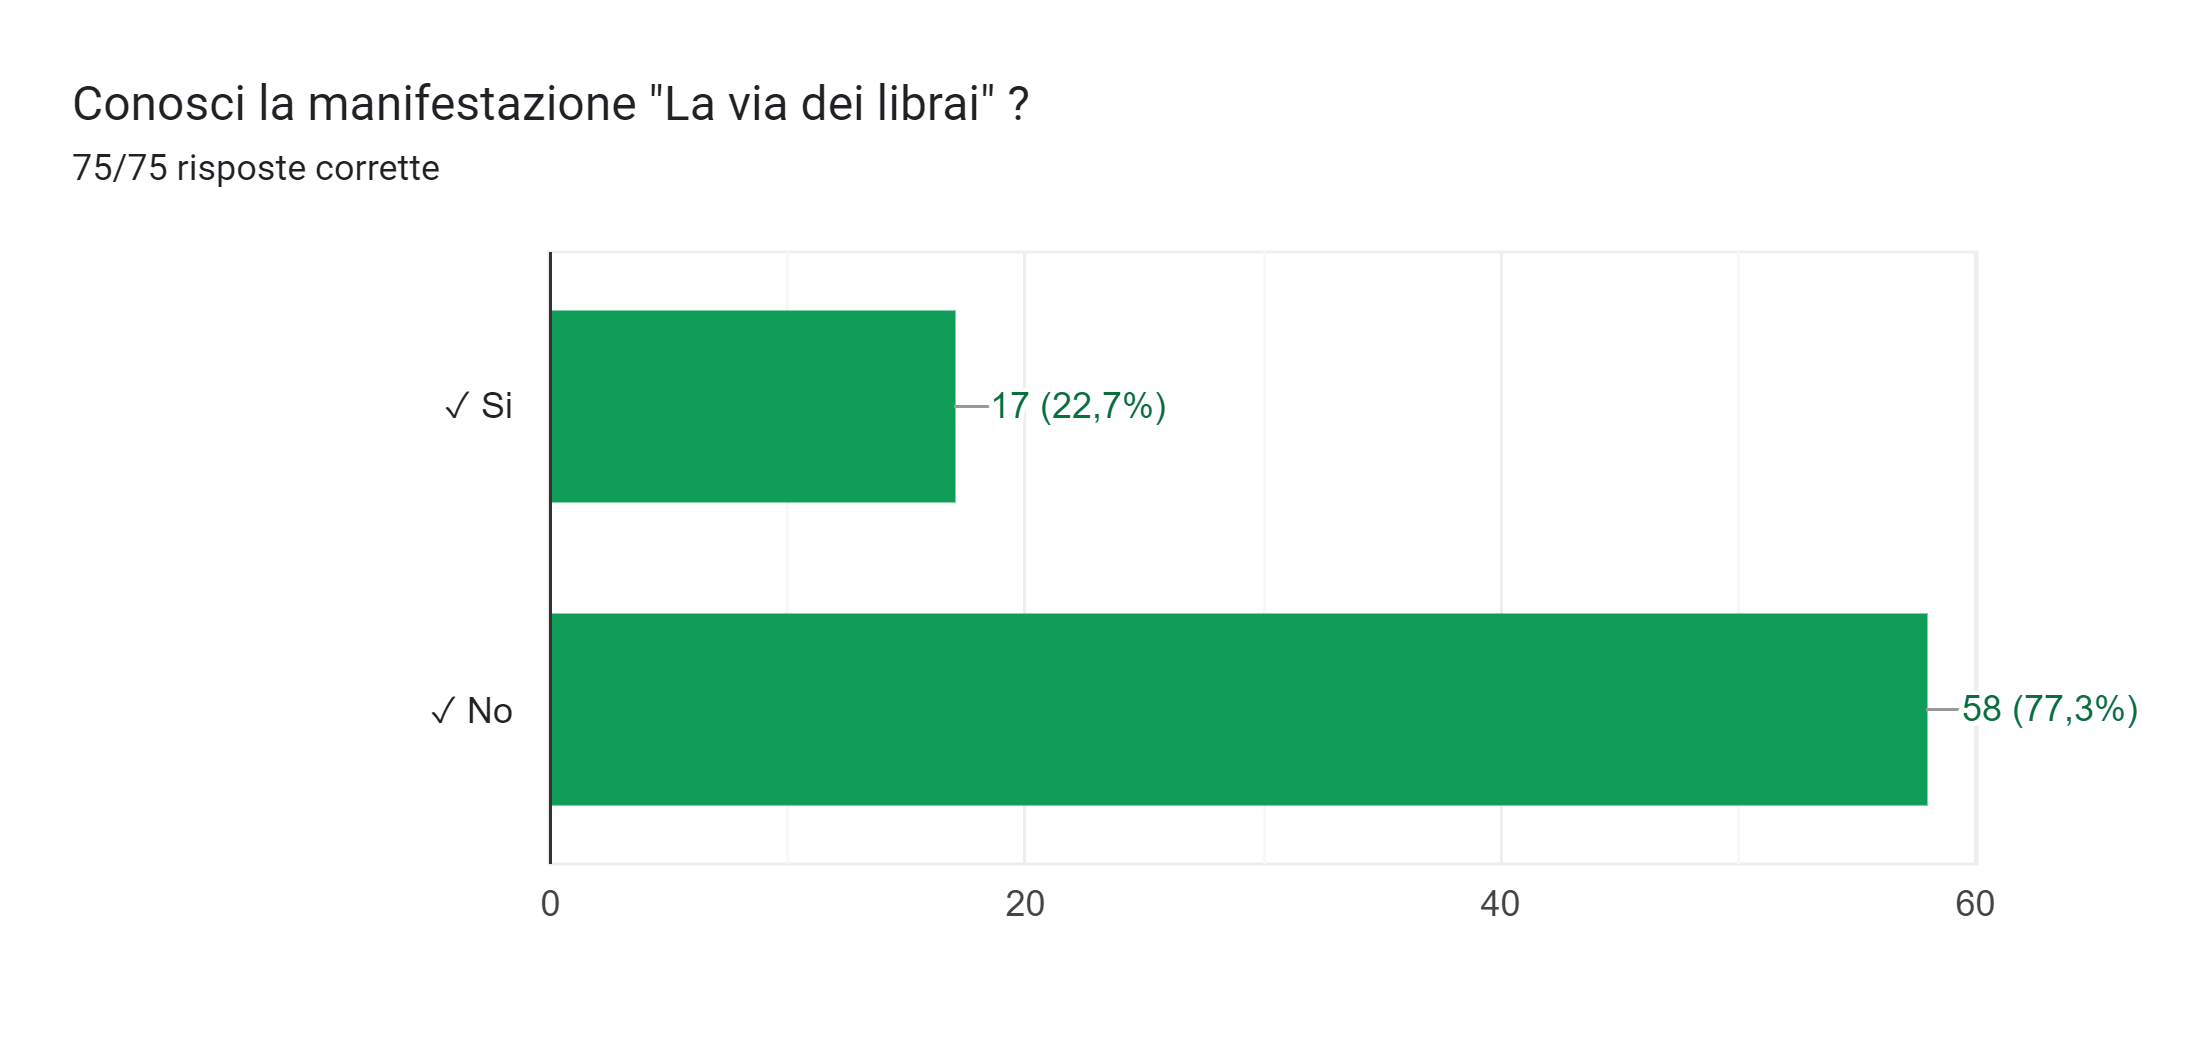 Conosci la manifestazione "La via dei librai" ?
75/75 risposte corrette
✓ Si
17 (22,7%)
✓ No
58 (77,3%)
0 20 40 60